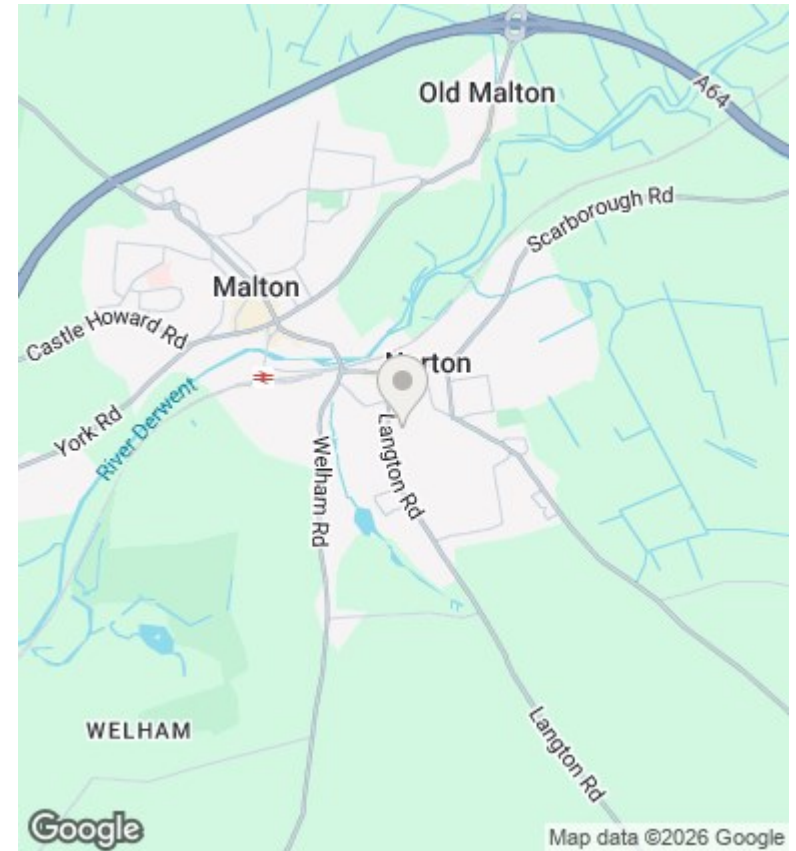 A64
Old Malton
Scarborough Rd
Malton
Castle Howard Rd
Norton
York Rd
River Derwent
Langton Rd
Welham Rd
WELHAM
Langton Rd
Google
Map data ©2026 Google